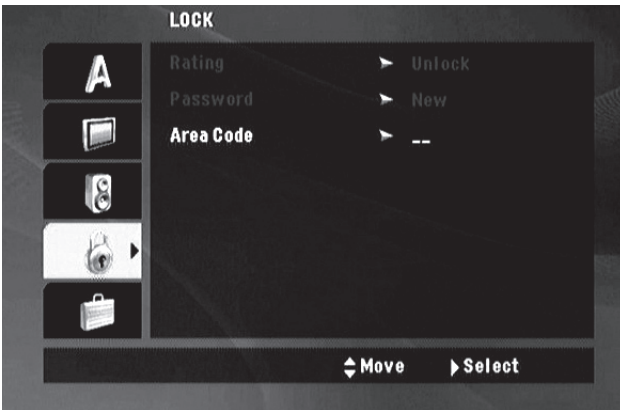 LOCK
Rating Unlock
Password New
Area Code --
Move Select